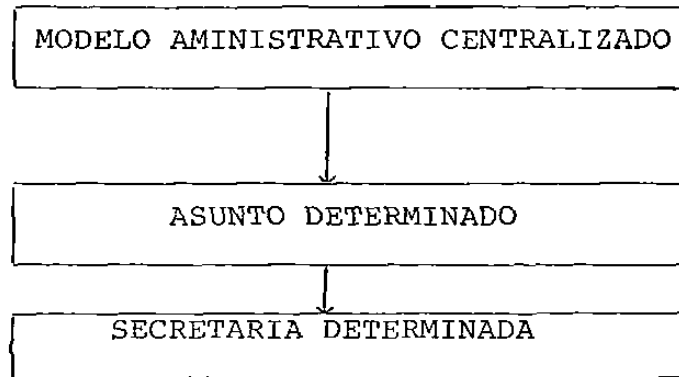 MODELO AMINISTRATIVO CENTRALIZADO
ASUNTO DETERMINADO
SECRETARIA DETERMINADA